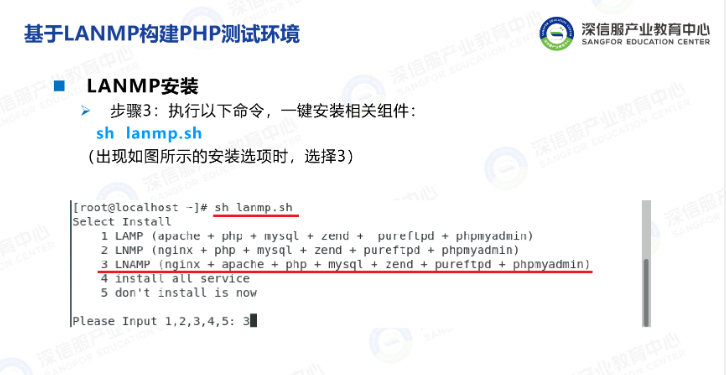 基于LANMP构建PHP测试环境
深信服产业教育中心
SANGFOR EDUCATION CENTER
LANMP安装
步骤3：执行以下命令，一键安装相关组件：
sh lanmp.sh
（出现如图所示的安装选项时，选择3）
[root@localhost ~]# sh lanmp.sh
Select Install
1 LAMP (apache + php + mysql + zend + pureftpd + phpmyadmin)
2 LNMP (nginx + php + mysql + zend + pureftpd + phpmyadmin)
3 LNAMP (nginx + apache + php + mysql + zend + pureftpd + phpmyadmin)
4 install all service
5 don't install is now
Please Input 1,2,3,4,5: 3